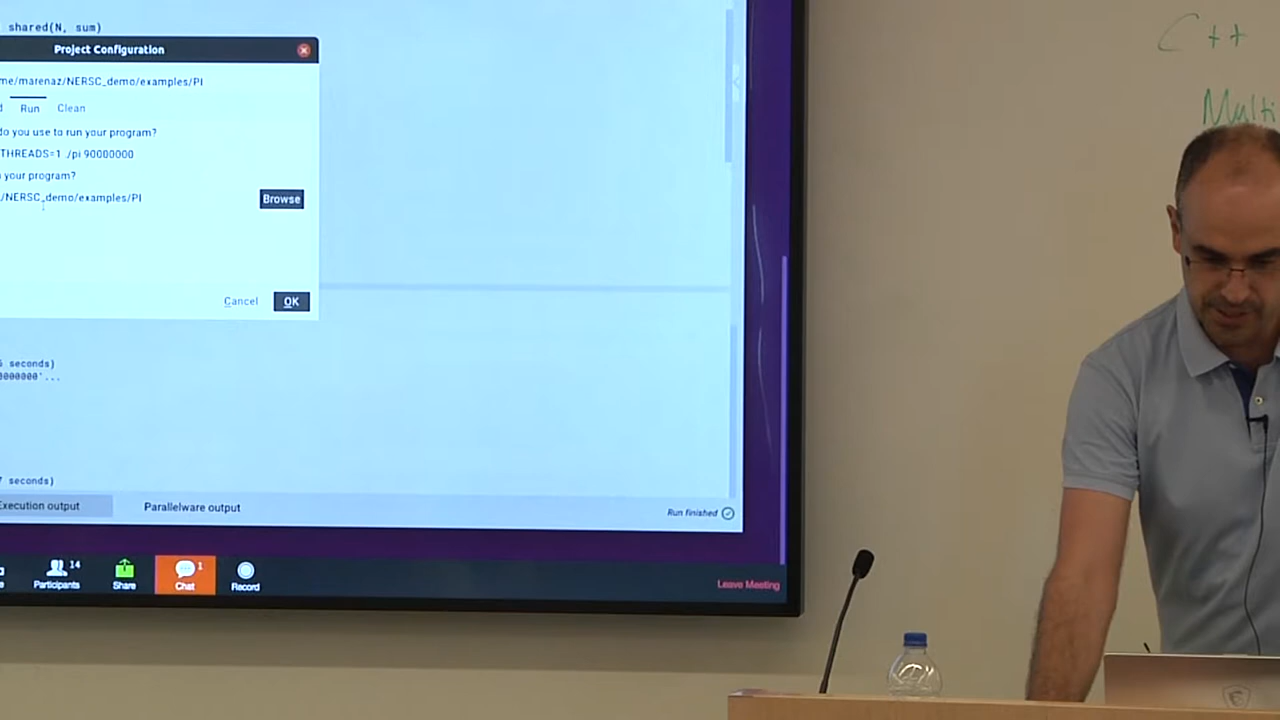 shared(N, sum)
Project Configuration
me/marenaz/NERSC_demo/examples/PI
Run Clean
do you use to run your program?
THREADS=1 ./pi 90000000
your program?
/NERSC_demo/examples/PI
Browse
Cancel OK
seconds)
0000000'...
seconds)
Execution output Parallelware output Run finished
14 1
Participants Share Chat Record Leave Meeting
C++
Multi